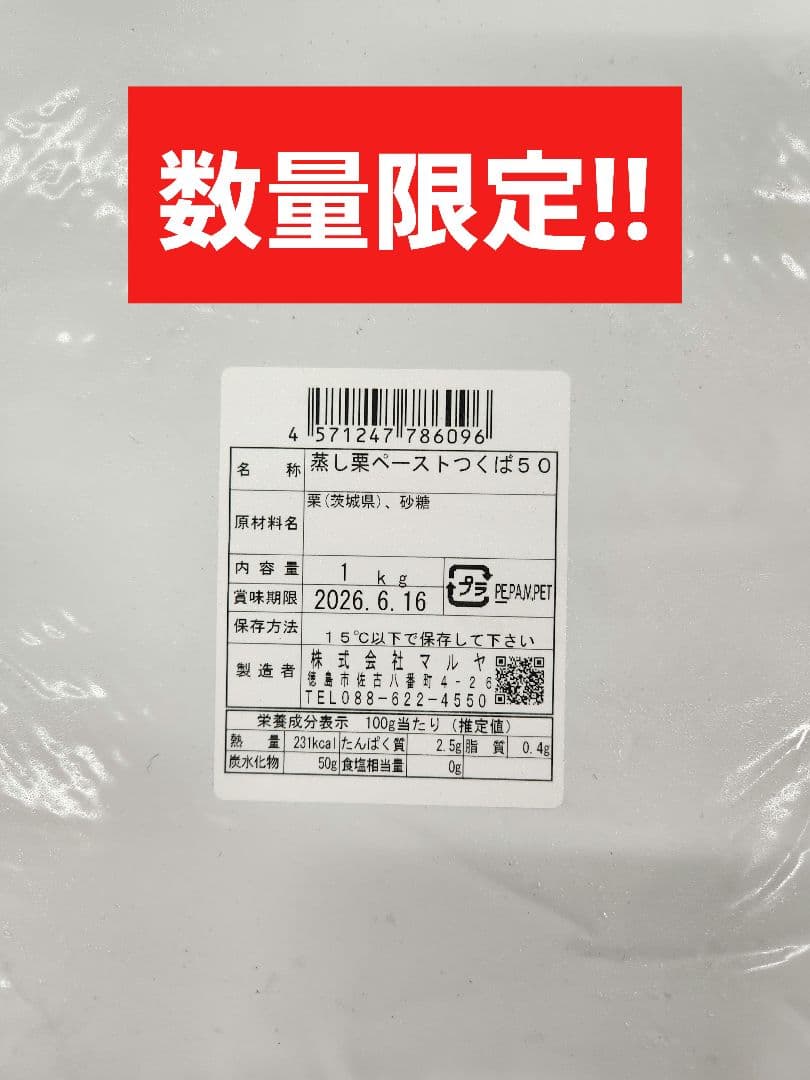 数量限定!!
4 571247 786096
名称 蒸し栗ペーストつくば50
原材料名 栗(茨城県)、砂糖
内容量 1kg
賞味期限 2026.6.16
プラ PE,PA,V,PET
保存方法 15℃以下で保存して下さい
製造者 株式会社マルヤ
徳島市佐古八番町4-26
TEL088-622-4550
栄養成分表示 100g当たり(推定値)
熱量 231kcal たんぱく質 2.5g 脂質 0.4g
炭水化物 50g 食塩相当量 0g